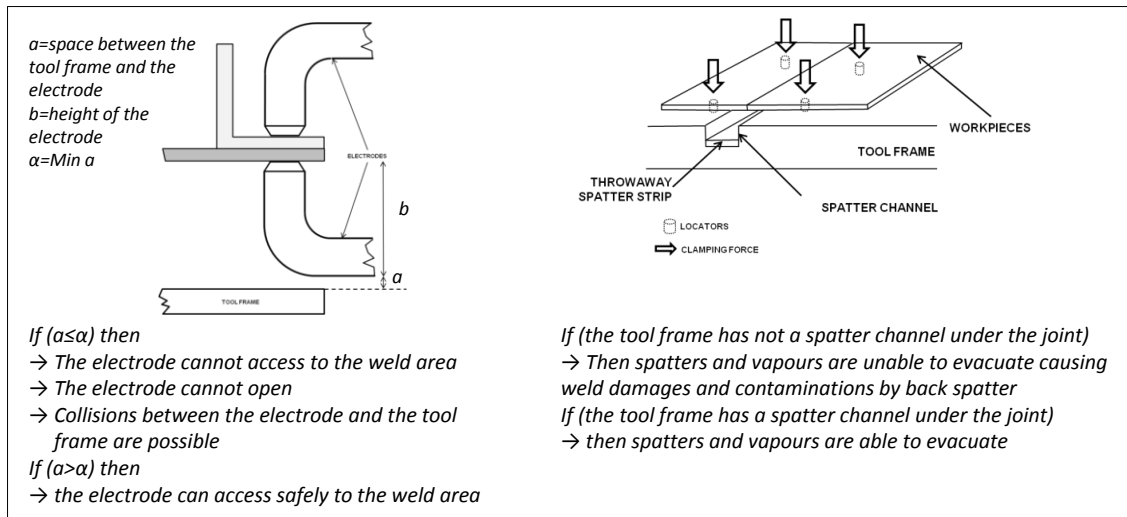 a=space between the
tool frame and the
electrode
b=height of the
electrode
α=Min a
ELECTRODES
b
a
TOOL FRAME
If (a≤α) then
→ The electrode cannot access to the weld area
→ The electrode cannot open
→ Collisions between the electrode and the tool
frame are possible
If (a>α) then
→ the electrode can access safely to the weld area
WORKPIECES
TOOL FRAME
THROWAWAY
SPATTER STRIP
SPATTER CHANNEL
LOCATORS
CLAMPING FORCE
If (the tool frame has not a spatter channel under the joint)
→ Then spatters and vapours are unable to evacuate causing
weld damages and contaminations by back spatter
If (the tool frame has a spatter channel under the joint)
→ then spatters and vapours are able to evacuate